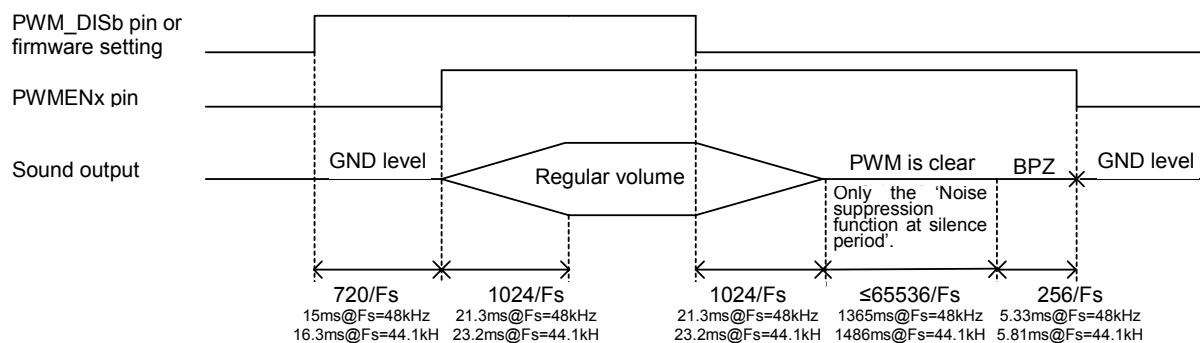 PWM_DISb pin or
firmware setting
PWMENx pin
Sound output
GND level
Regular volume
PWM is clear
BPZ
GND level
Only the 'Noise
suppression
function at silence
period'.
720/Fs
15ms@Fs=48kHz
16.3ms@Fs=44.1kH
1024/Fs
21.3ms@Fs=48kHz
23.2ms@Fs=44.1kH
1024/Fs
21.3ms@Fs=48kHz
23.2ms@Fs=44.1kH
≤65536/Fs
1365ms@Fs=48kHz
1486ms@Fs=44.1kH
256/Fs
5.33ms@Fs=48kHz
5.81ms@Fs=44.1kH